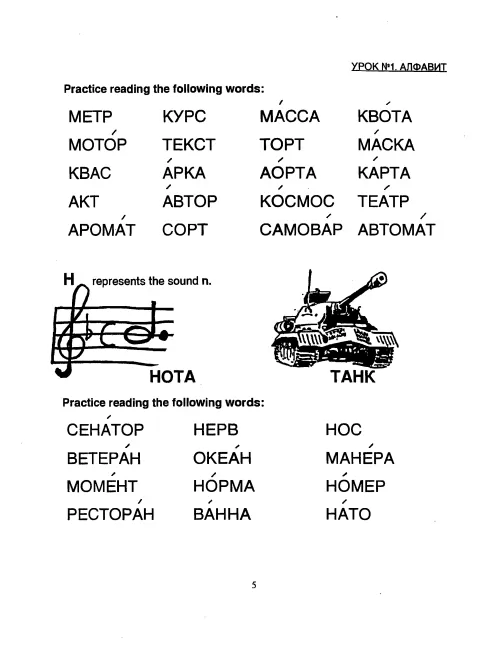 УРОК №1. АЛФАВИТ
Practice reading the following words:
МЕТР КУРС МА́ССА КВО́ТА
МОТО́Р ТЕКСТ ТОРТ МА́СКА
КВАС А́РКА АО́РТА КА́РТА
АКТ А́ВТОР КО́СМОС ТЕА́ТР
АРОМА́Т СОРТ САМОВА́Р АВТОМА́Т
Н represents the sound n.
НОТА ТАНК
Practice reading the following words:
СЕНА́ТОР НЕРВ НОС
ВЕТЕРА́Н ОКЕА́Н МАНЕ́РА
МОМЕ́НТ НО́РМА НО́МЕР
РЕСТОРА́Н ВА́ННА НА́ТО
5